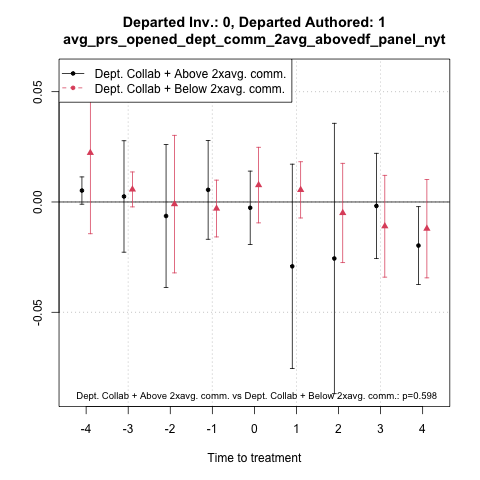 Departed Inv.: 0, Departed Authored: 1
avg_prs_opened_dept_comm_2avg_abovedf_panel_nyt
Dept. Collab + Above 2xavg. comm.
Dept. Collab + Below 2xavg. comm.
0.05
0.00
-0.05
Dept. Collab + Above 2xavg. comm. vs Dept. Collab + Below 2xavg. comm.: p=0.598
-4 -3 -2 -1 0 1 2 3 4
Time to treatment